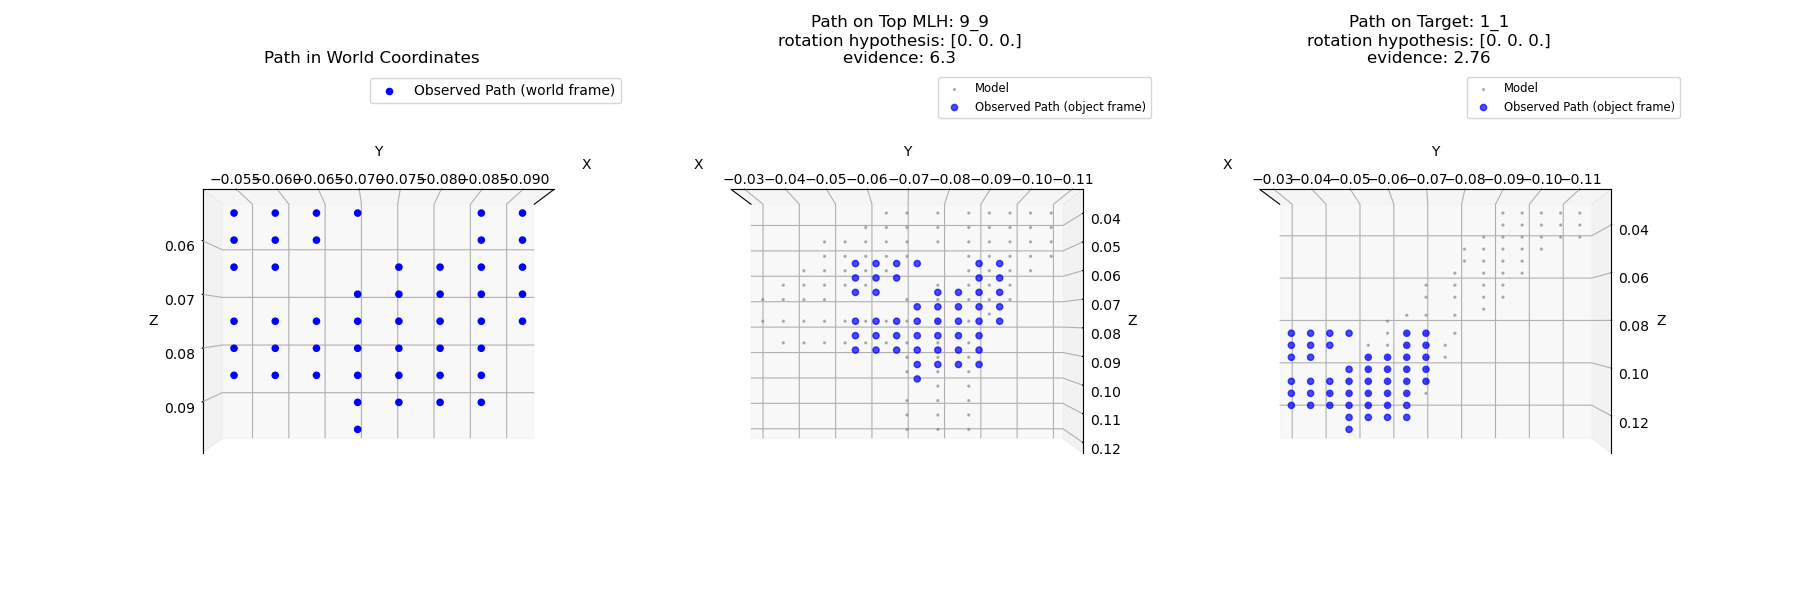 Path in World Coordinates
Observed Path (world frame)
Y
X
−0.055 −0.060 −0.065 −0.070 −0.075 −0.080 −0.085 −0.090
0.06
0.07
Z
0.08
0.09
Path on Top MLH: 9_9
rotation hypothesis: [0. 0. 0.]
evidence: 6.3
Model
Observed Path (object frame)
X
Y
−0.03 −0.04 −0.05 −0.06 −0.07 −0.08 −0.09 −0.10 −0.11
0.04
0.05
0.06
0.07
Z
0.08
0.09
0.10
0.11
0.12
Path on Target: 1_1
rotation hypothesis: [0. 0. 0.]
evidence: 2.76
Model
Observed Path (object frame)
X
Y
−0.03 −0.04 −0.05 −0.06 −0.07 −0.08 −0.09 −0.10 −0.11
0.04
0.06
0.08
Z
0.10
0.12